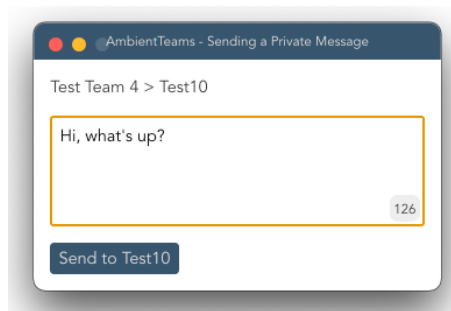 AmbientTeams - Sending a Private Message
Test Team 4 > Test10
Hi, what's up?
126
Send to Test10